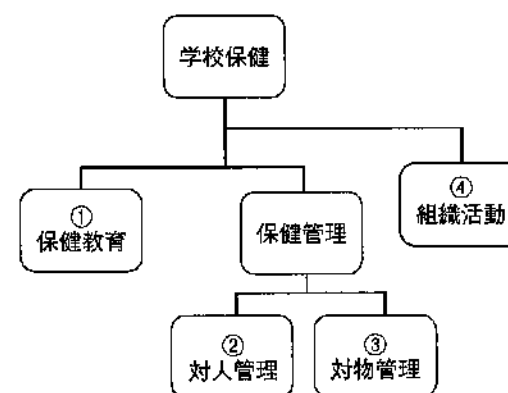 学校保健
①
保健教育
保健管理
④
組織活動
②
対人管理
③
対物管理